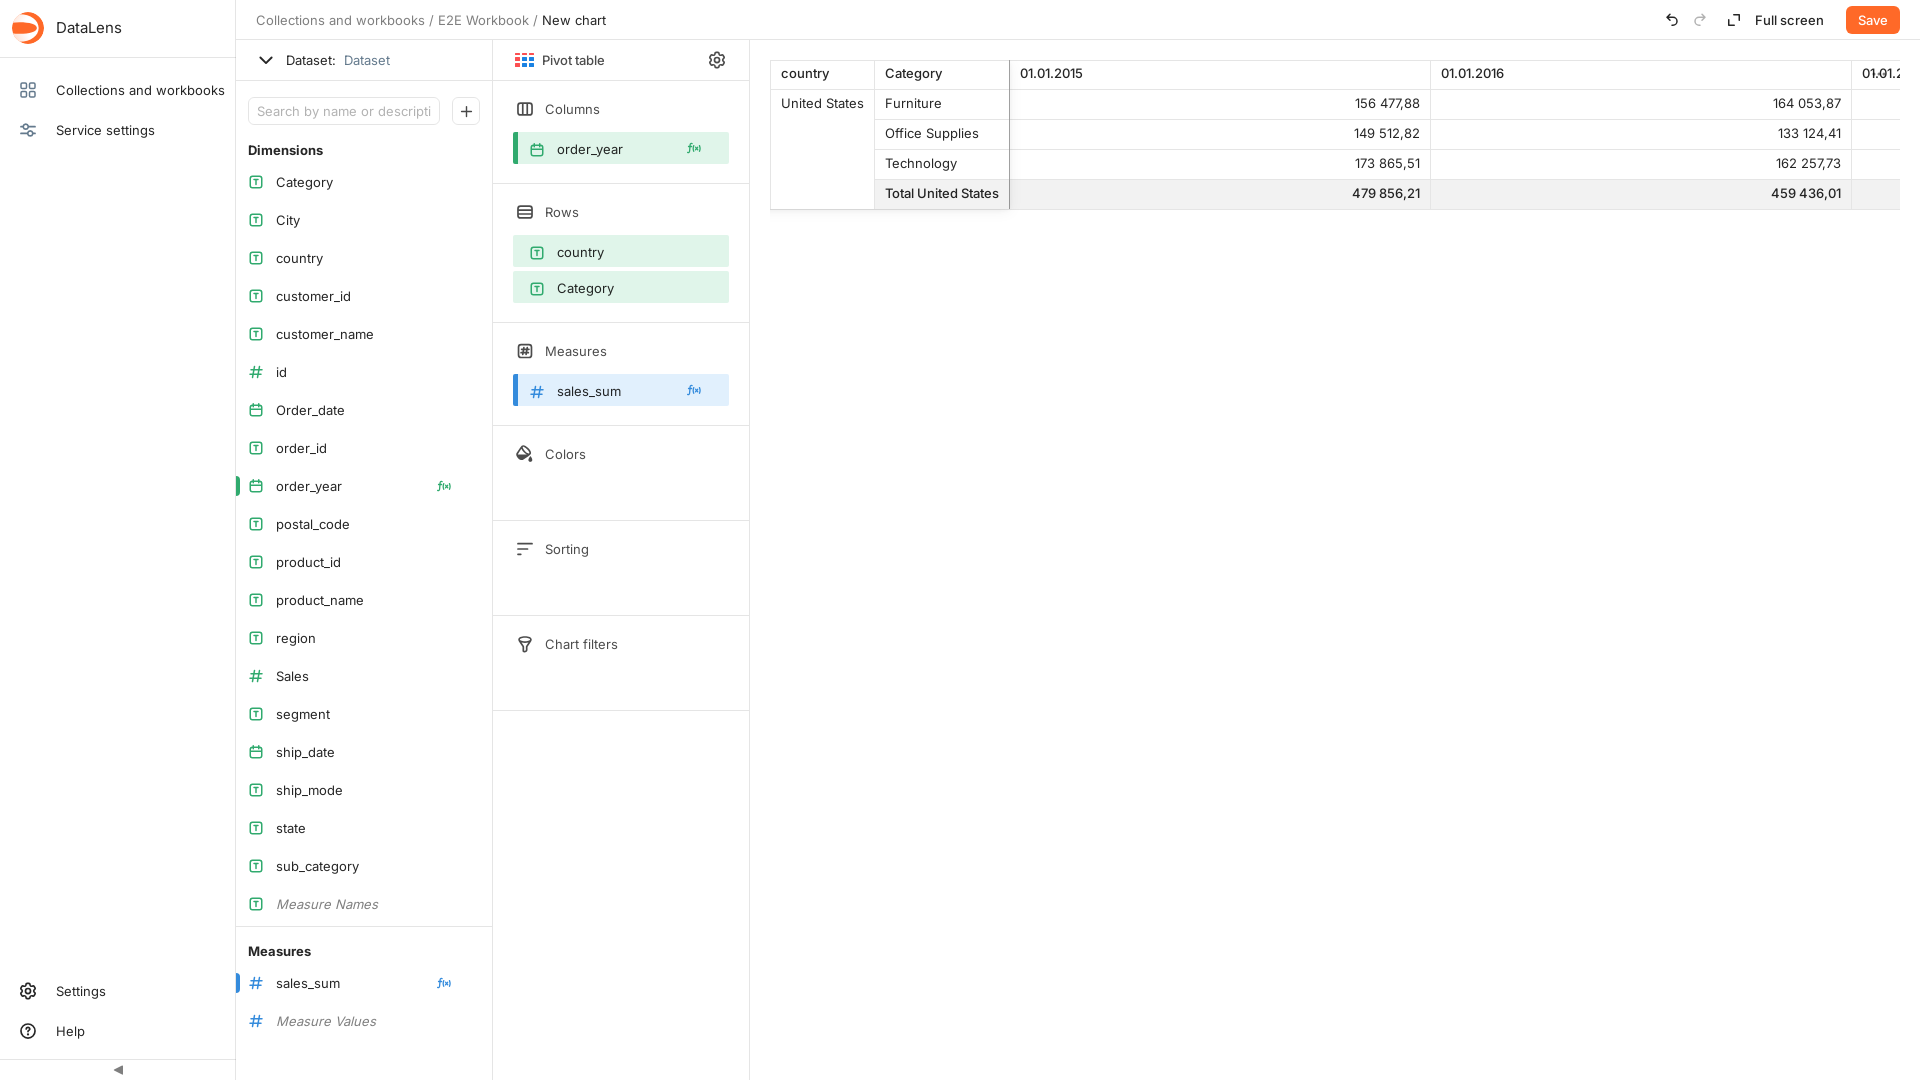 DataLens
Collections and workbooks
Service settings
Settings
Help
Collections and workbooks / E2E Workbook / New chart
Full screen
Save
Dataset: Dataset
Search by name or descripti
Dimensions
Category
City
country
customer_id
customer_name
id
Order_date
order_id
order_year
postal_code
product_id
product_name
region
Sales
segment
ship_date
ship_mode
state
sub_category
Measure Names
Measures
sales_sum
Measure Values
Pivot table
Columns
order_year
Rows
country
Category
Measures
sales_sum
Colors
Sorting
Chart filters
country Category 01.01.2015 01.01.2016
United States Furniture 156 477,88 164 053,87
Office Supplies 149 512,82 133 124,41
Technology 173 865,51 162 257,73
Total United States 479 856,21 459 436,01